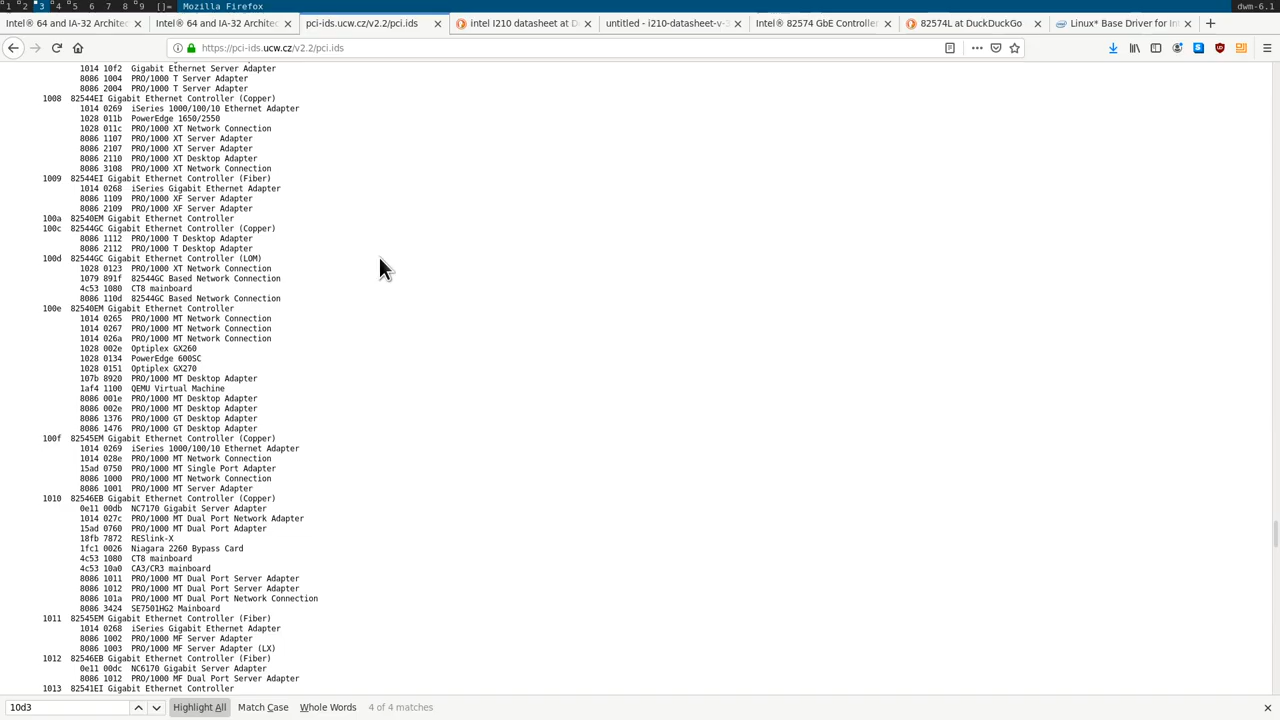 1 2 3 4 5 6 7 8 9 []= Mozilla Firefox dwm-6.1
Intel® 64 and IA-32 Architec Intel® 64 and IA-32 Architec pci-ids.ucw.cz/v2.2/pci.ids intel I210 datasheet at D untitled - i210-datasheet-v-3 Intel® 82574 GbE Controller 82574L at DuckDuckGo Linux* Base Driver for Int
https://pci-ids.ucw.cz/v2.2/pci.ids
1014 10f2 Gigabit Ethernet Server Adapter
8086 1004 PRO/1000 T Server Adapter
8086 2004 PRO/1000 T Server Adapter
1008 82544EI Gigabit Ethernet Controller (Copper)
1014 0269 iSeries 1000/100/10 Ethernet Adapter
1028 011b PowerEdge 1650/2550
1028 011c PRO/1000 XT Network Connection
8086 1107 PRO/1000 XT Server Adapter
8086 2107 PRO/1000 XT Server Adapter
8086 2110 PRO/1000 XT Desktop Adapter
8086 3108 PRO/1000 XT Network Connection
1009 82544EI Gigabit Ethernet Controller (Fiber)
1014 0268 iSeries Gigabit Ethernet Adapter
8086 1109 PRO/1000 XF Server Adapter
8086 2109 PRO/1000 XF Server Adapter
100a 82540EM Gigabit Ethernet Controller
100c 82544GC Gigabit Ethernet Controller (Copper)
8086 1112 PRO/1000 T Desktop Adapter
8086 2112 PRO/1000 T Desktop Adapter
100d 82544GC Gigabit Ethernet Controller (LOM)
1028 0123 PRO/1000 XT Network Connection
1079 891f 82544GC Based Network Connection
4c53 1080 CT8 mainboard
8086 110d 82544GC Based Network Connection
100e 82540EM Gigabit Ethernet Controller
1014 0265 PRO/1000 MT Network Connection
1014 0267 PRO/1000 MT Network Connection
1014 026a PRO/1000 MT Network Connection
1028 002e Optiplex GX260
1028 0134 PowerEdge 600SC
1028 0151 Optiplex GX270
107b 8920 PRO/1000 MT Desktop Adapter
1af4 1100 QEMU Virtual Machine
8086 001e PRO/1000 MT Desktop Adapter
8086 002e PRO/1000 MT Desktop Adapter
8086 1376 PRO/1000 GT Desktop Adapter
8086 1476 PRO/1000 GT Desktop Adapter
100f 82545EM Gigabit Ethernet Controller (Copper)
1014 0269 iSeries 1000/100/10 Ethernet Adapter
1014 028e PRO/1000 MT Network Connection
15ad 0750 PRO/1000 MT Single Port Adapter
8086 1000 PRO/1000 MT Network Connection
8086 1001 PRO/1000 MT Server Adapter
1010 82546EB Gigabit Ethernet Controller (Copper)
0e11 00db NC7170 Gigabit Server Adapter
1014 027c PRO/1000 MT Dual Port Network Adapter
15ad 0760 PRO/1000 MT Dual Port Adapter
18fb 7872 RESlink-X
1fc1 0026 Niagara 2260 Bypass Card
4c53 1080 CT8 mainboard
4c53 10a0 CA3/CR3 mainboard
8086 1011 PRO/1000 MT Dual Port Server Adapter
8086 1012 PRO/1000 MT Dual Port Server Adapter
8086 101a PRO/1000 MT Dual Port Network Connection
8086 3424 SE7501HG2 Mainboard
1011 82545EM Gigabit Ethernet Controller (Fiber)
1014 0268 iSeries Gigabit Ethernet Adapter
8086 1002 PRO/1000 MF Server Adapter
8086 1003 PRO/1000 MF Server Adapter (LX)
1012 82546EB Gigabit Ethernet Controller (Fiber)
0e11 00dc NC6170 Gigabit Server Adapter
8086 1012 PRO/1000 MF Dual Port Server Adapter
1013 82541EI Gigabit Ethernet Controller
10d3 Highlight All Match Case Whole Words 4 of 4 matches